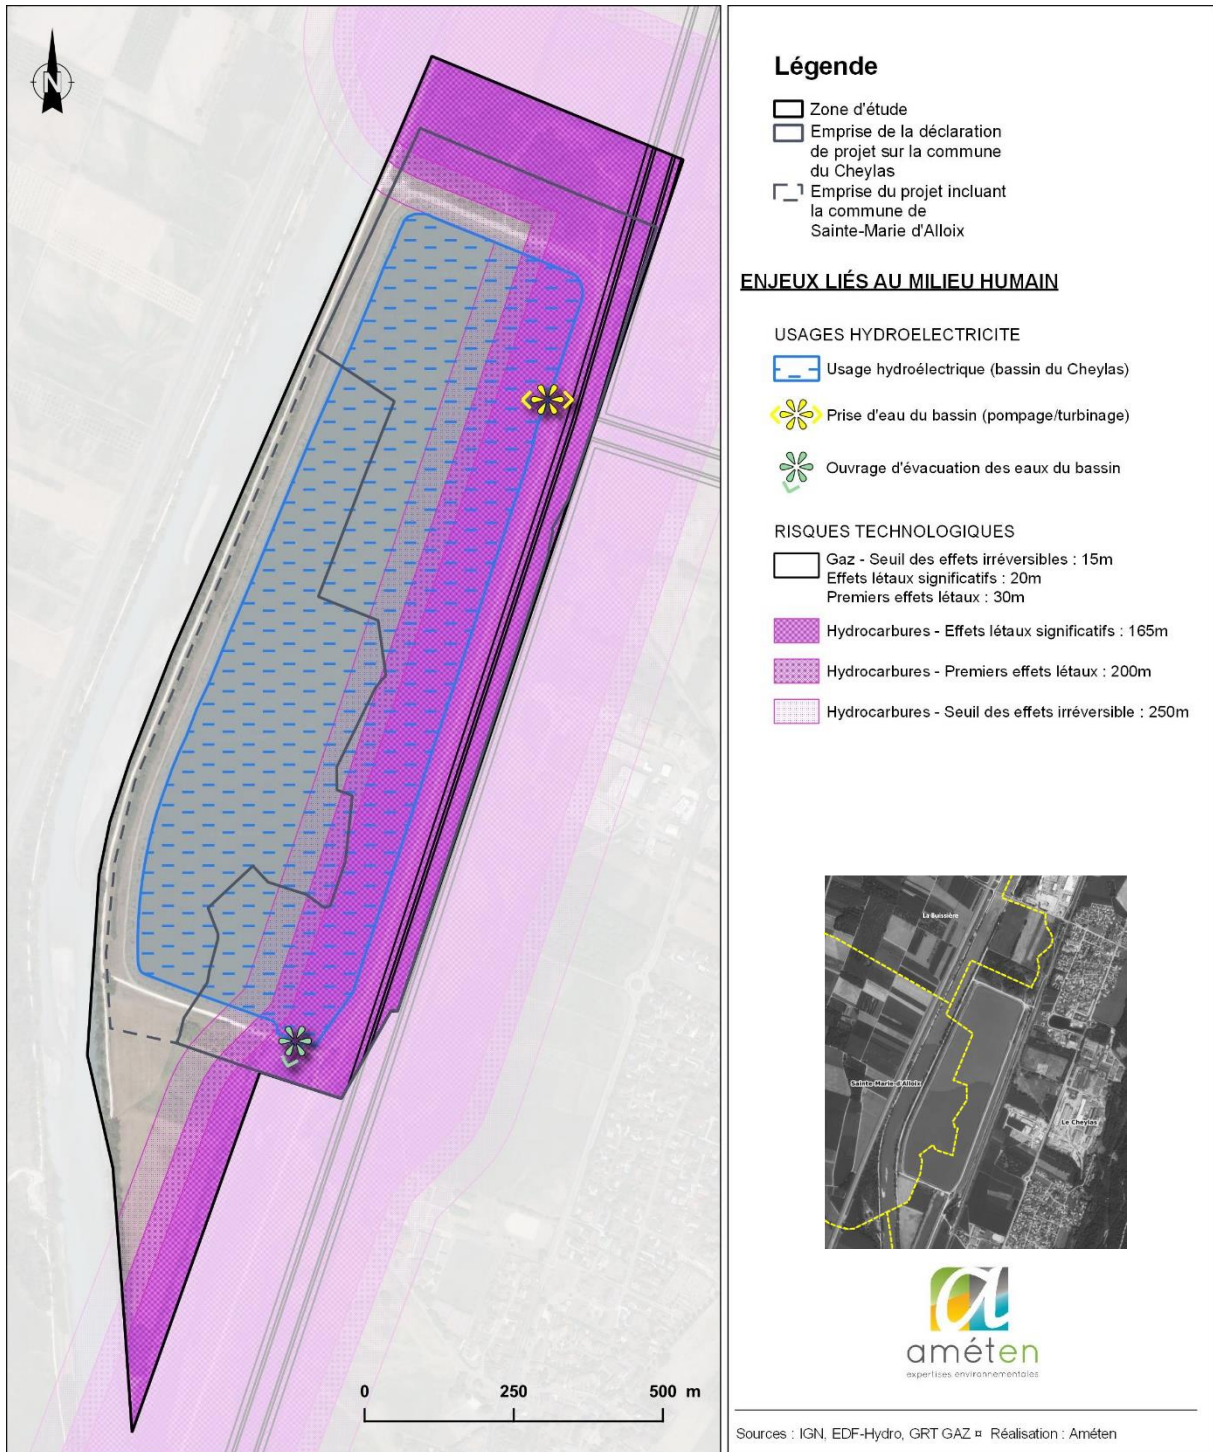 N
0 250 500 m
Légende
Zone d'étude
Emprise de la déclaration
de projet sur la commune
du Cheylas
Emprise du projet incluant
la commune de
Sainte-Marie d'Alloix
ENJEUX LIÉS AU MILIEU HUMAIN
USAGES HYDROELECTRICITE
Usage hydroélectrique (bassin du Cheylas)
Prise d'eau du bassin (pompage/turbinage)
Ouvrage d'évacuation des eaux du bassin
RISQUES TECHNOLOGIQUES
Gaz - Seuil des effets irréversibles : 15m
Effets létaux significatifs : 20m
Premiers effets létaux : 30m
Hydrocarbures - Effets létaux significatifs : 165m
Hydrocarbures - Premiers effets létaux : 200m
Hydrocarbures - Seuil des effets irréversible : 250m
La Buissière
Sainte-Marie-d'Alloix
Le Cheylas
a
améten
expertises environnementales
Sources : IGN, EDF-Hydro, GRT GAZ ¤ Réalisation : Améten